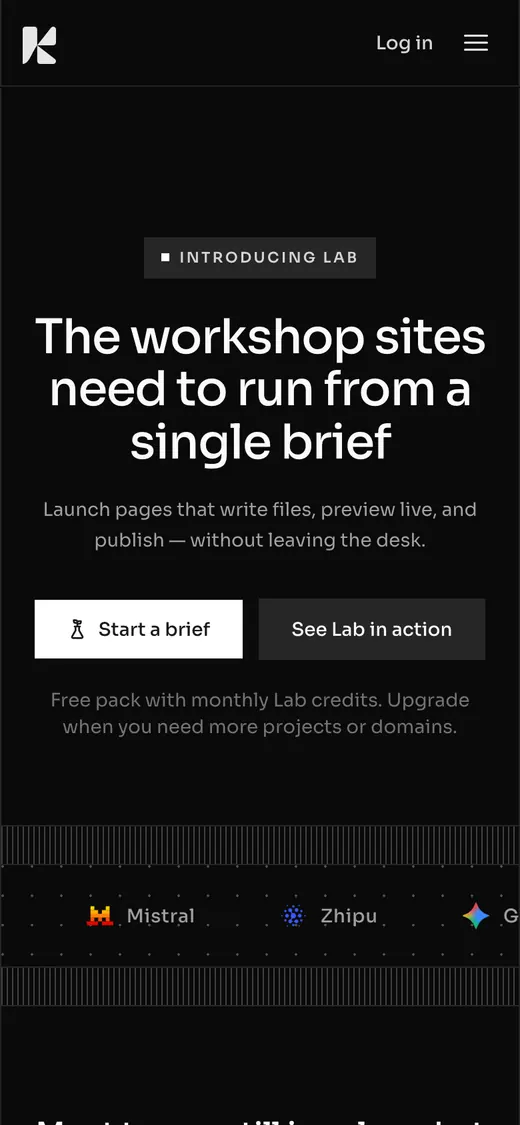 Log in
INTRODUCING LAB
The workshop sites
need to run from a
single brief
Launch pages that write files, preview live, and
publish — without leaving the desk.
Start a brief
See Lab in action
Free pack with monthly Lab credits. Upgrade
when you need more projects or domains.
Mistral
Zhipu
G